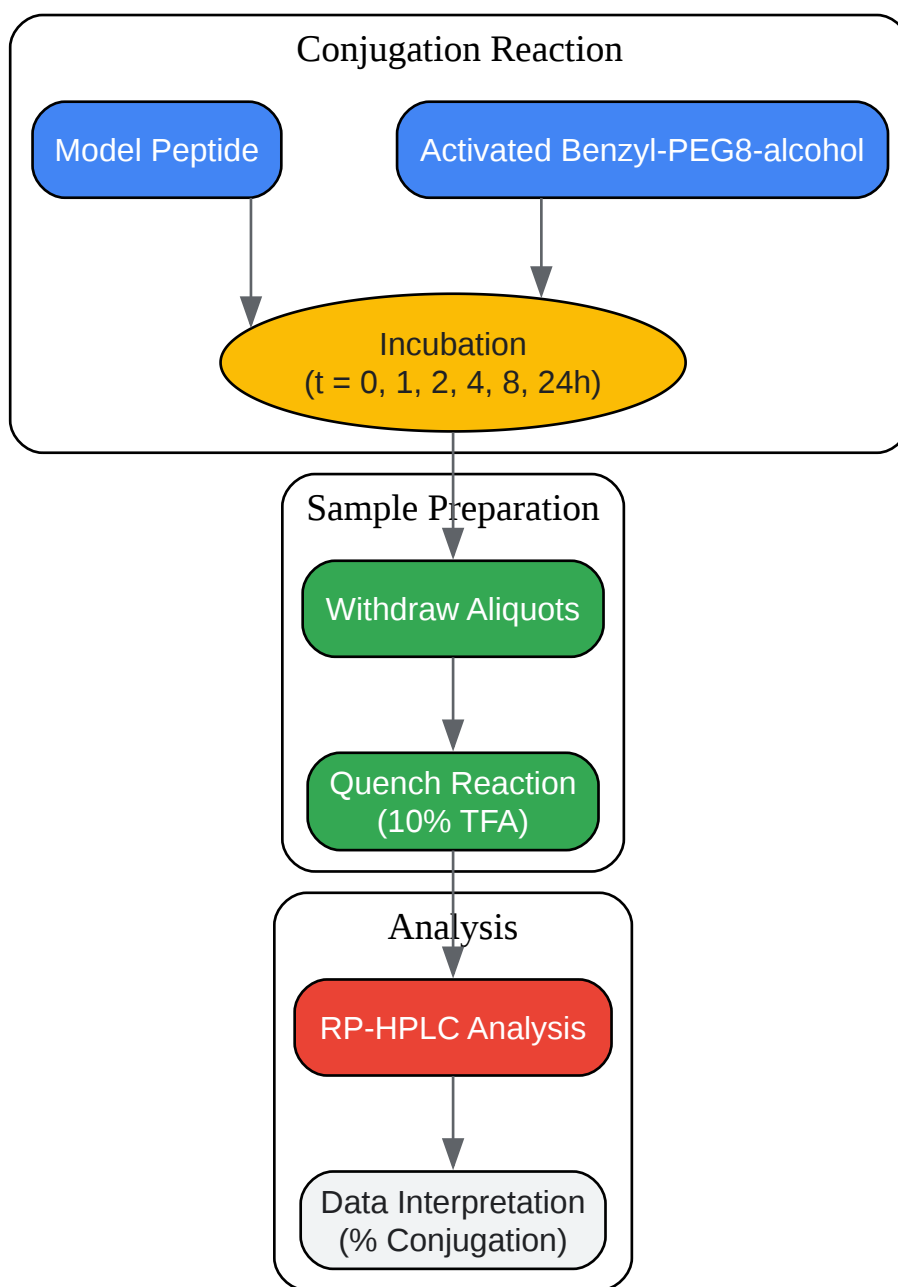 Conjugation Reaction
Model Peptide
Activated Benzyl-PEG8-alcohol
Incubation
(t = 0, 1, 2, 4, 8, 24h)
Sample Preparation
Withdraw Aliquots
Quench Reaction
(10% TFA)
Analysis
RP-HPLC Analysis
Data Interpretation
(% Conjugation)